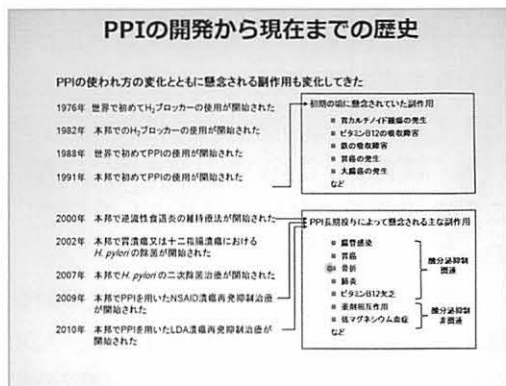 PPIの開発から現在までの歴史
PPIの使われ方の変化とともに懸念される副作用も変化してきた
1976年 世界で初めてH₂ブロッカーの使用が開始された
1982年 本邦でのH₂ブロッカーの使用が開始された
1988年 世界で初めてPPIの使用が開始された
1991年 本邦で初めてPPIの使用が開始された
初期の頃に懸念されていた副作用
■ 胃カルチノイド腫瘍の発生
■ ビタミンB12の吸収障害
■ 鉄の吸収障害
■ 胃癌の発生
■ 大腸癌の発生
など
2000年 本邦で逆流性食道炎の維持療法が開始された
2002年 本邦で胃潰瘍又は十二指腸潰瘍における
H. pylori の除菌が開始された
2007年 本邦でH. pylori の二次除菌治療が開始された
2009年 本邦でPPIを用いたNSAID潰瘍再発抑制治療
が開始された
2010年 本邦でPPIを用いたLDA潰瘍再発抑制治療が
開始された
PPI長期投与によって懸念される主な副作用
■ 腸管感染
■ 胃癌
■ 骨折
■ 肺炎
■ ビタミンB12欠乏
■ 薬剤相互作用
■ 低マグネシウム血症
など
酸分泌抑制
関連
酸分泌抑制
非関連